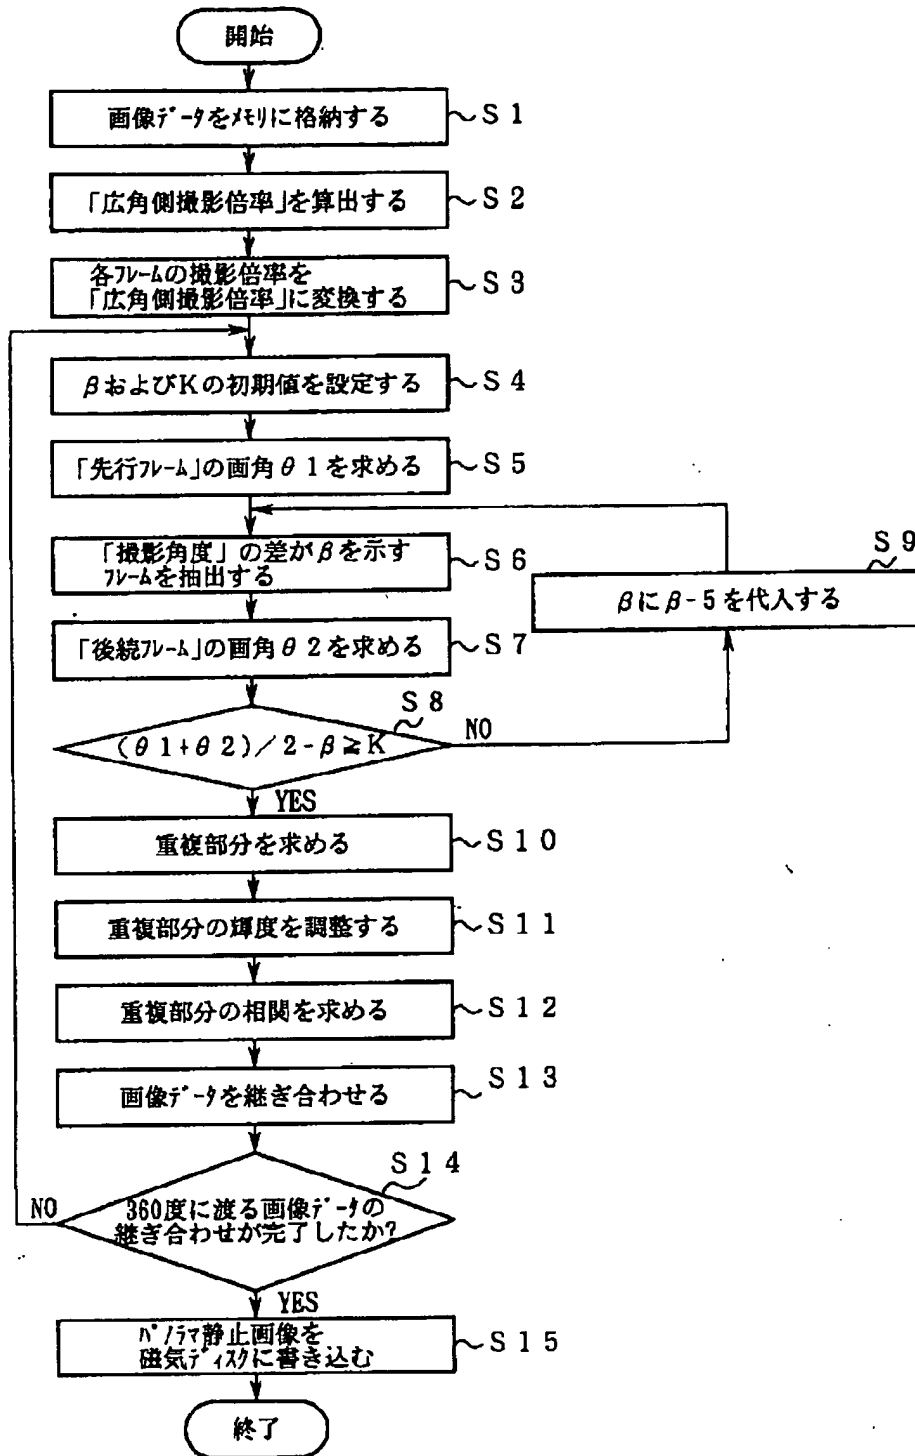 開始
画像ﾃﾞｰﾀをﾒﾓﾘに格納する
S1
「広角側撮影倍率」を算出する
S2
各ﾌﾚｰﾑの撮影倍率を
「広角側撮影倍率」に変換する
S3
βおよびKの初期値を設定する
S4
「先行ﾌﾚｰﾑ」の画角θ1を求める
S5
「撮影角度」の差がβを示す
ﾌﾚｰﾑを抽出する
S6
S9
βにβ-5を代入する
「後続ﾌﾚｰﾑ」の画角θ2を求める
S7
S8
(θ1+θ2)/2-β≧K
NO
YES
重複部分を求める
S10
重複部分の輝度を調整する
S11
重複部分の相関を求める
S12
画像ﾃﾞｰﾀを継ぎ合わせる
S13
S14
NO
360度に渡る画像ﾃﾞｰﾀの
継ぎ合わせが完了したか?
YES
ﾊﾟﾉﾗﾏ静止画像を
磁気ﾃﾞｨｽｸに書き込む
S15
終了